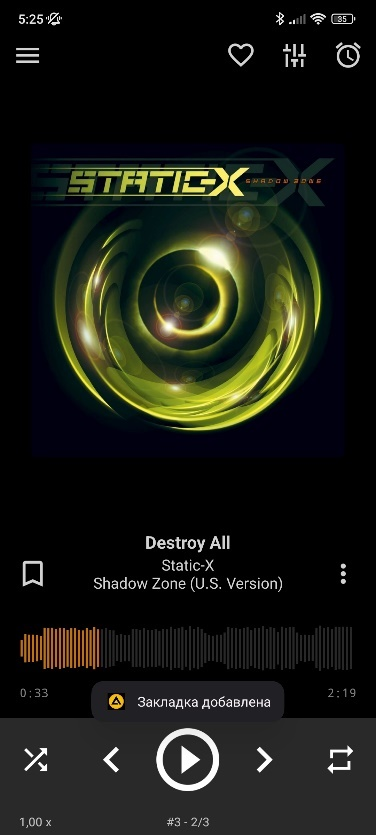 5:25
85
STATIC-X
SHADOW ZONE
Destroy All
Static-X
Shadow Zone (U.S. Version)
0:33
2:19
Закладка добавлена
1,00 x
#3 - 2/3